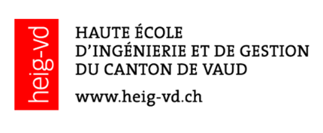 heig-vd
HAUTE ÉCOLE
D'INGÉNIERIE ET DE GESTION
DU CANTON DE VAUD
www.heig-vd.ch